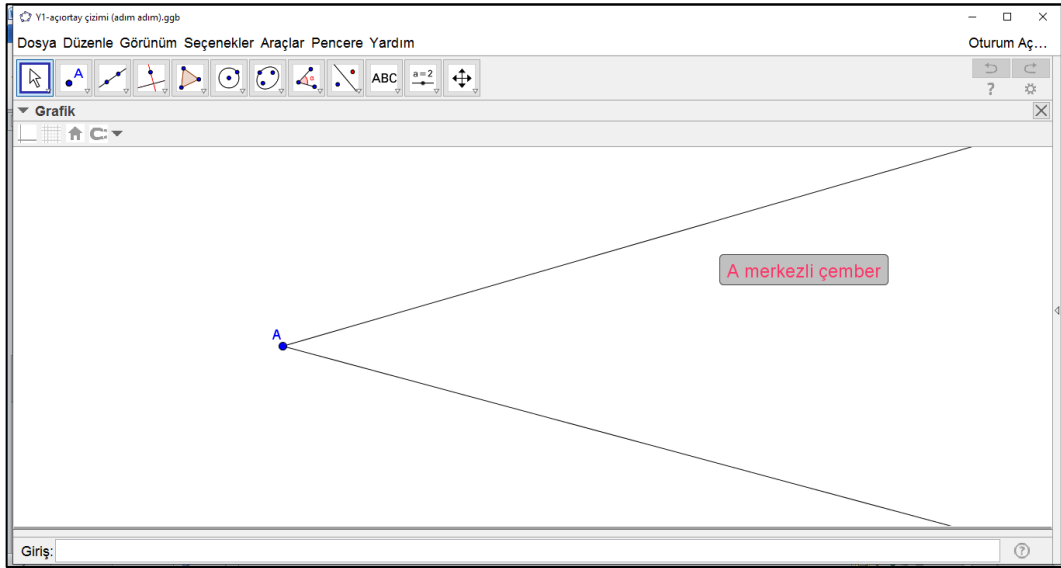 Y1-açıortay çizimi (adım adım).ggb
Dosya Düzenle Görünüm Seçenekler Araçlar Pencere Yardım
Oturum Aç...
A
α
ABC
a=2
?
Grafik
A merkezli çember
A
Giriş:
?